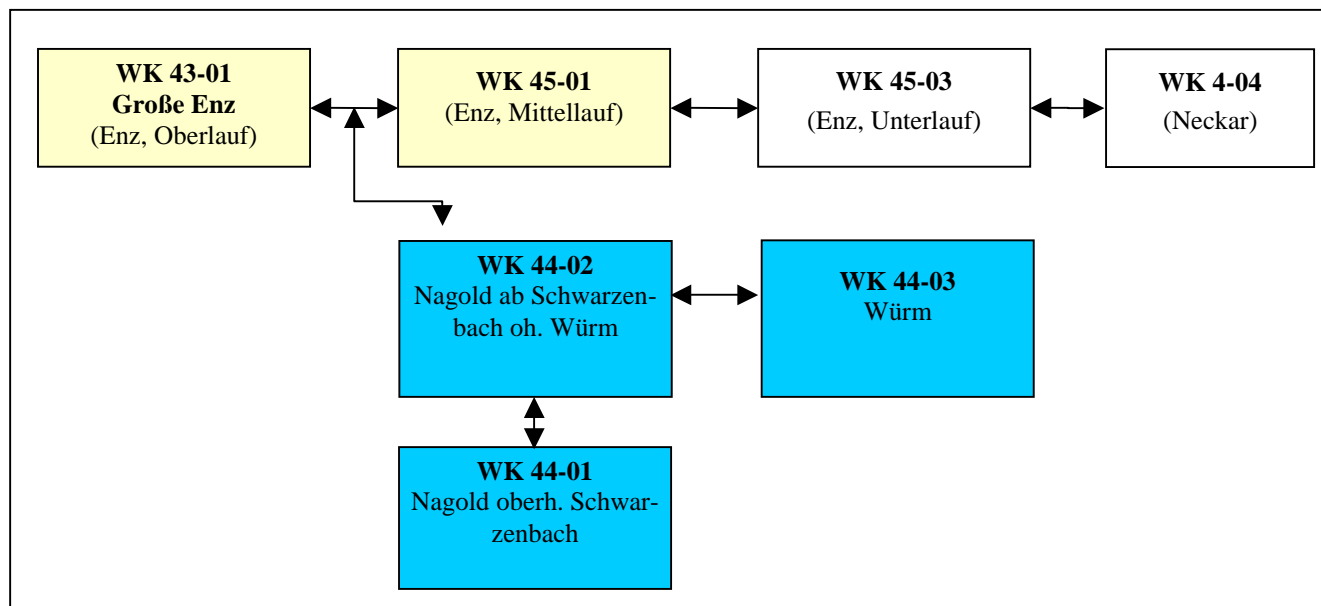 WK 43-01
Große Enz
(Enz, Oberlauf)
WK 45-01
(Enz, Mittellauf)
WK 45-03
(Enz, Unterlauf)
WK 4-04
(Neckar)
WK 44-02
Nagold ab Schwarzen-
bach oh. Würm
WK 44-03
Würm
WK 44-01
Nagold oberh. Schwar-
zenbach